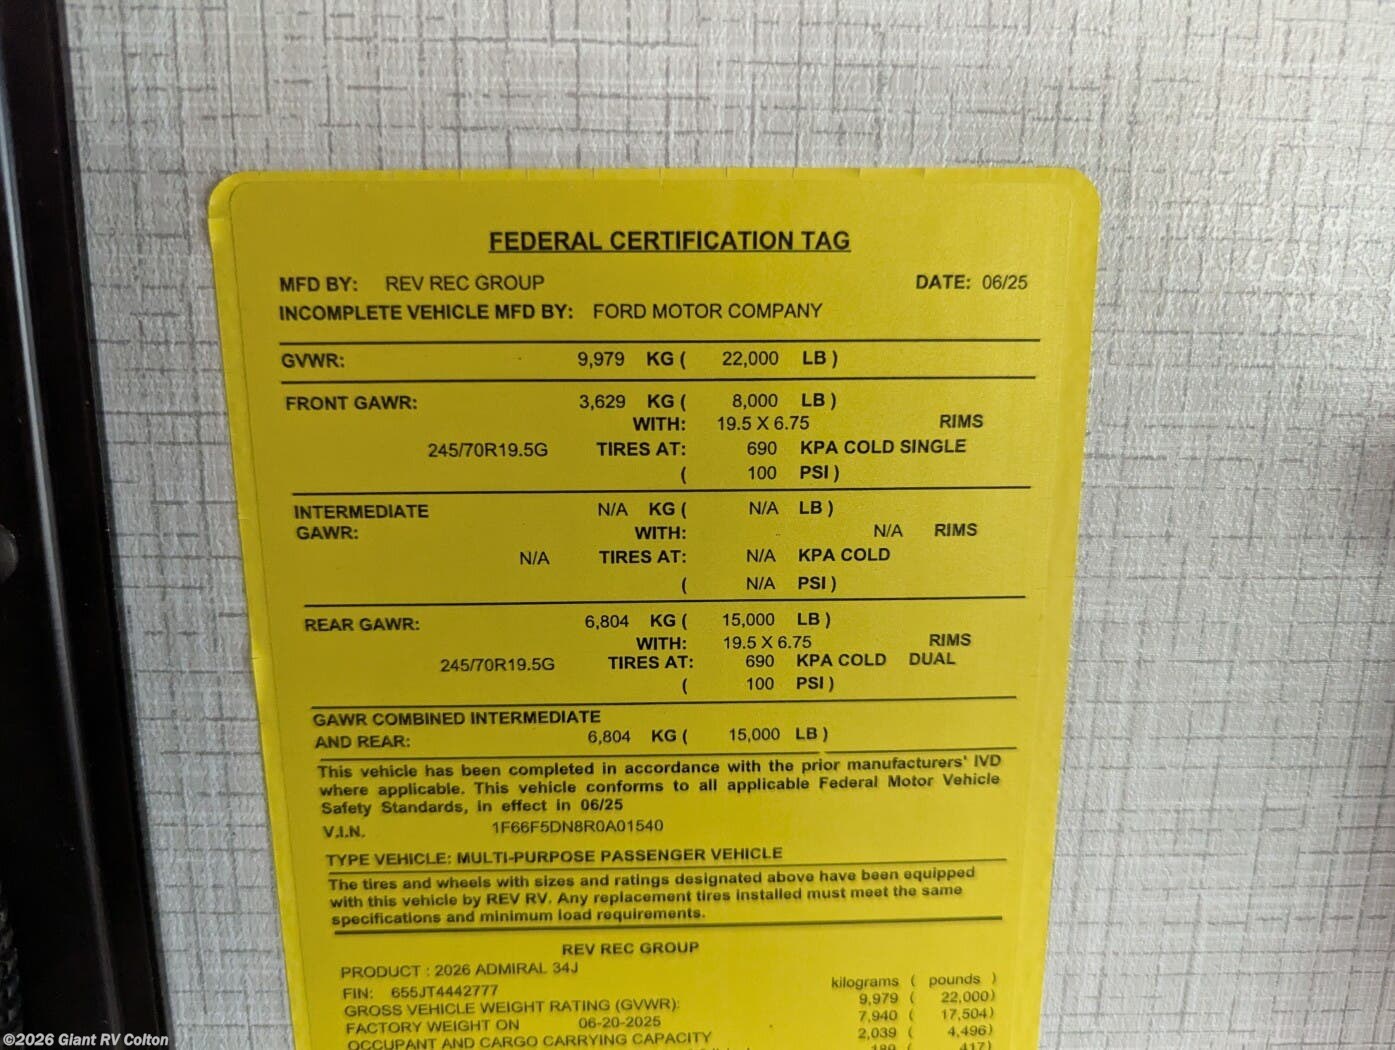 FEDERAL CERTIFICATION TAG
MFD BY: REV REC GROUP DATE: 06/25
INCOMPLETE VEHICLE MFD BY: FORD MOTOR COMPANY
GVWR: 9,979 KG ( 22,000 LB )
FRONT GAWR: 3,629 KG ( 8,000 LB )
WITH: 19.5 X 6.75 RIMS
245/70R19.5G TIRES AT: 690 KPA COLD SINGLE
( 100 PSI )
INTERMEDIATE N/A KG ( N/A LB )
GAWR: WITH: N/A RIMS
N/A TIRES AT: N/A KPA COLD
( N/A PSI )
REAR GAWR: 6,804 KG ( 15,000 LB )
WITH: 19.5 X 6.75 RIMS
245/70R19.5G TIRES AT: 690 KPA COLD DUAL
( 100 PSI )
GAWR COMBINED INTERMEDIATE
AND REAR: 6,804 KG ( 15,000 LB )
This vehicle has been completed in accordance with the prior manufacturers' IVD
where applicable. This vehicle conforms to all applicable Federal Motor Vehicle
Safety Standards, in effect in 06/25
V.I.N. 1F66F5DN8R0A01540
TYPE VEHICLE: MULTI-PURPOSE PASSENGER VEHICLE
The tires and wheels with sizes and ratings designated above have been equipped
with this vehicle by REV RV. Any replacement tires installed must meet the same
specifications and minimum load requirements.
REV REC GROUP
PRODUCT : 2026 ADMIRAL 34J
kilograms ( pounds )
FIN: 655JT4442777
GROSS VEHICLE WEIGHT RATING (GVWR): 9,979 ( 22,000)
FACTORY WEIGHT ON 06-20-2025 7,940 ( 17,504)
OCCUPANT AND CARGO CARRYING CAPACITY 2,039 ( 4,496)
189 ( 417)
©2026 Giant RV Colton